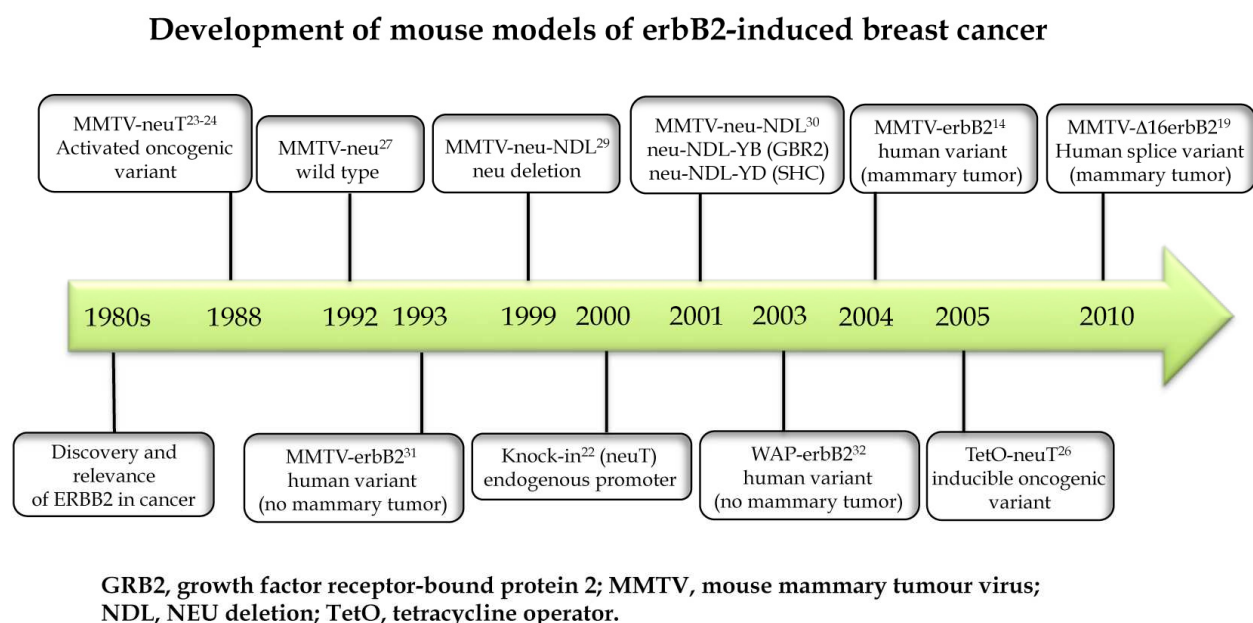 Development of mouse models of erbB2-induced breast cancer
MMTV-neuT²³⁻²⁴
Activated oncogenic
variant
MMTV-neu²⁷
wild type
MMTV-neu-NDL²⁹
neu deletion
MMTV-neu-NDL³⁰
neu-NDL-YB (GBR2)
neu-NDL-YD (SHC)
MMTV-erbB2¹⁴
human variant
(mammary tumor)
MMTV-Δ16erbB2¹⁹
Human splice variant
(mammary tumor)
1980s 1988 1992 1993 1999 2000 2001 2003 2004 2005 2010
Discovery and
relevance
of ERBB2 in cancer
MMTV-erbB2³¹
human variant
(no mammary tumor)
Knock-in²² (neuT)
endogenous promoter
WAP-erbB2³²
human variant
(no mammary tumor)
TetO-neuT²⁶
inducible oncogenic
variant
GRB2, growth factor receptor-bound protein 2; MMTV, mouse mammary tumour virus;
NDL, NEU deletion; TetO, tetracycline operator.